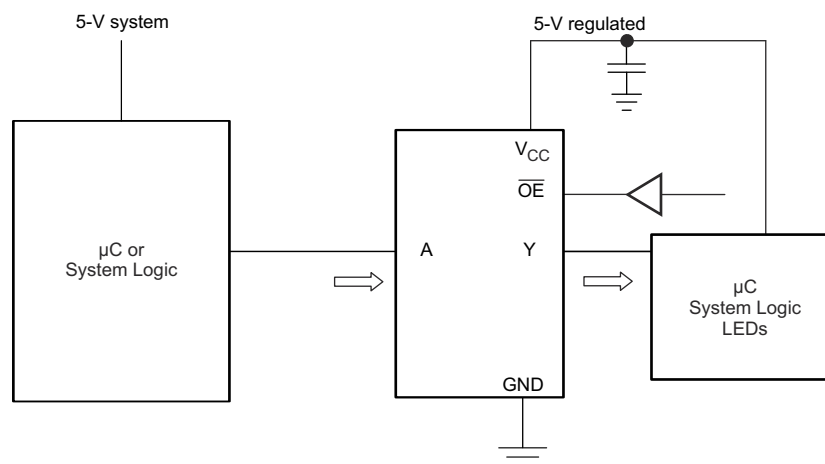 5-V system
5-V regulated
VCC
OE
µC or
System Logic
A
Y
µC
System Logic
LEDs
GND